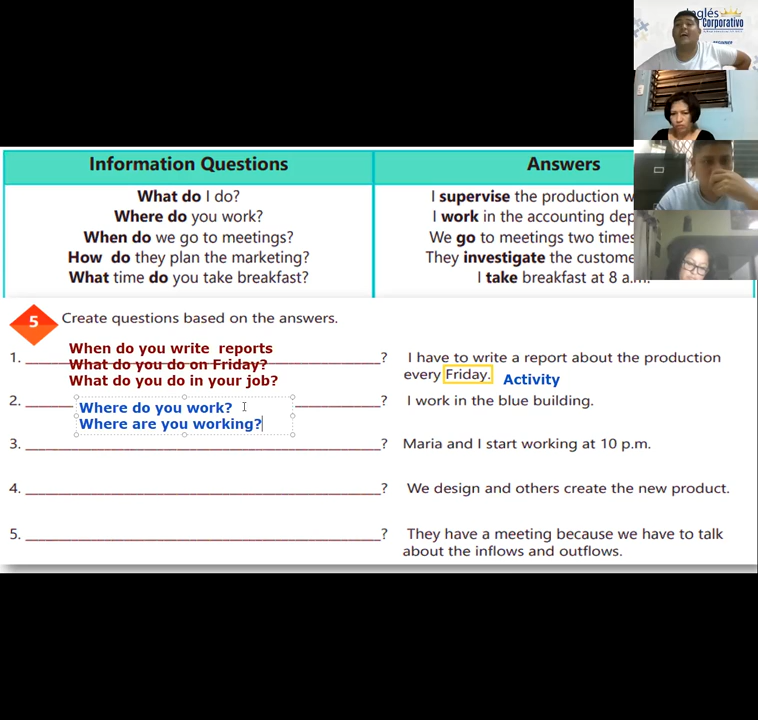 Inglés
Corporativo
Information Questions
Answers
What do I do?
I supervise the production w
Where do you work?
I work in the accounting dep
When do we go to meetings?
We go to meetings two times
How do they plan the marketing?
They investigate the custome
What time do you take breakfast?
I take breakfast at 8 a.m.
5 Create questions based on the answers.
When do you write reports
What do you do on Friday?
What do you do in your job?
1. ? I have to write a report about the production
every Friday. Activity
2. ? I work in the blue building.
Where do you work?
Where are you working?
3. ? Maria and I start working at 10 p.m.
4. ? We design and others create the new product.
5. ? They have a meeting because we have to talk
about the inflows and outflows.